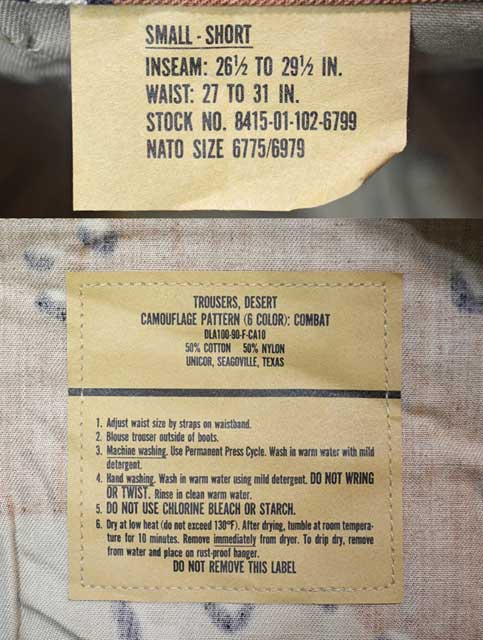 SMALL - SHORT
INSEAM: 26½ TO 29½ IN.
WAIST: 27 TO 31 IN.
STOCK NO. 8415-01-102-6799
NATO SIZE 6775/6979
TROUSERS, DESERT
CAMOUFLAGE PATTERN (6 COLOR): COMBAT
DLA100-90-F-CA10
50% COTTON 50% NYLON
UNICOR, SEAGOVILLE, TEXAS
1. Adjust waist size by straps on waistband.
2. Blouse trouser outside of boots.
3. Machine washing. Use Permanent Press Cycle. Wash in warm water with mild
detergent.
4. Hand washing. Wash in warm water using mild detergent. DO NOT WRING
OR TWIST. Rinse in clean warm water.
5. DO NOT USE CHLORINE BLEACH OR STARCH.
6. Dry at low heat (do not exceed 130°F). After drying, tumble at room tempera-
ture for 10 minutes. Remove immediately from dryer. To drip dry, remove
from water and place on rust-proof hanger.
DO NOT REMOVE THIS LABEL